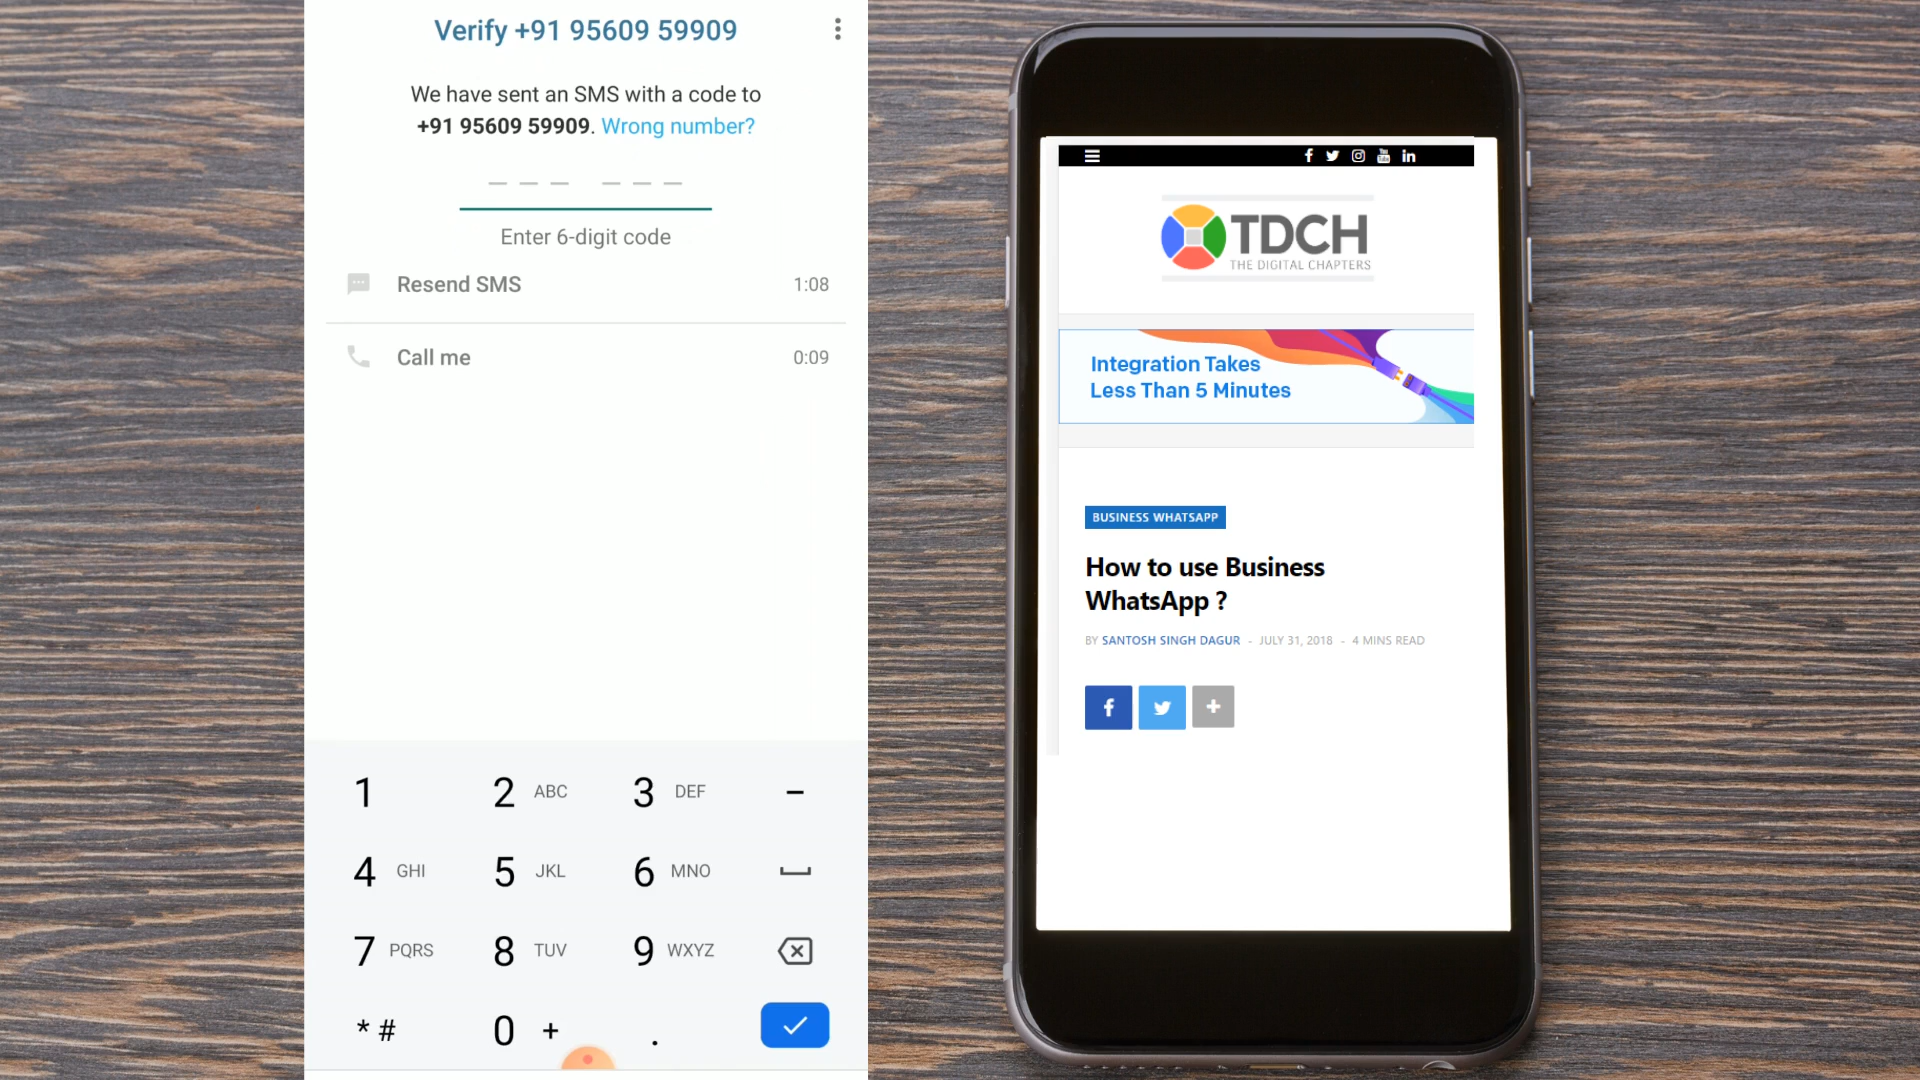 Verify +91 95609 59909
We have sent an SMS with a code to
+91 95609 59909. Wrong number?
Enter 6-digit code
Resend SMS 1:08
Call me 0:09
1 2 ABC 3 DEF -
4 GHI 5 JKL 6 MNO
7 PQRS 8 TUV 9 WXYZ
* # 0 + .
TDCH
THE DIGITAL CHAPTERS
Integration Takes
Less Than 5 Minutes
BUSINESS WHATSAPP
How to use Business
WhatsApp ?
BY SANTOSH SINGH DAGUR - JULY 31, 2018 - 4 MINS READ